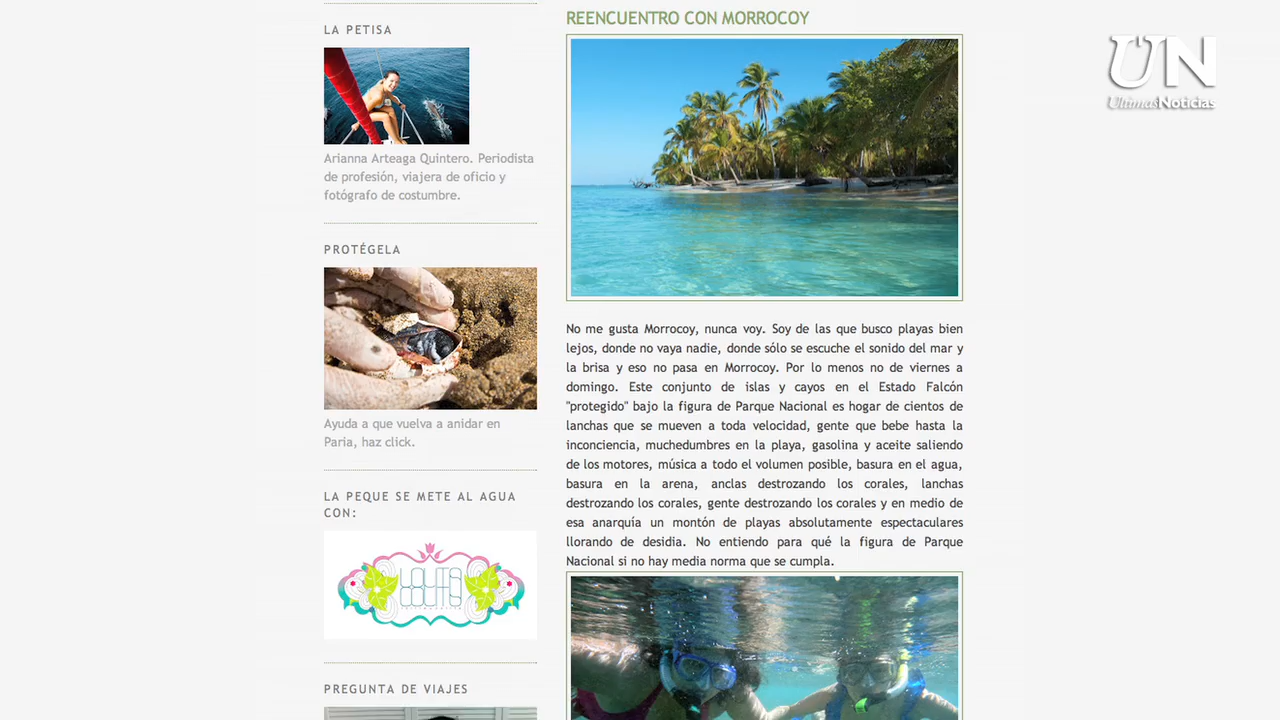 LA PETISA
Arianna Arteaga Quintero. Periodista
de profesión, viajera de oficio y
fotógrafo de costumbre.
PROTÉGELA
Ayuda a que vuelva a anidar en
Paria, haz click.
LA PEQUE SE METE AL AGUA
CON:
PREGUNTA DE VIAJES
REENCUENTRO CON MORROCOY
No me gusta Morrocoy, nunca voy. Soy de las que busco playas bien
lejos, donde no vaya nadie, donde sólo se escuche el sonido del mar y
la brisa y eso no pasa en Morrocoy. Por lo menos no de viernes a
domingo. Este conjunto de islas y cayos en el Estado Falcón
"protegido" bajo la figura de Parque Nacional es hogar de cientos de
lanchas que se mueven a toda velocidad, gente que bebe hasta la
inconciencia, muchedumbres en la playa, gasolina y aceite saliendo
de los motores, música a todo el volumen posible, basura en el agua,
basura en la arena, anclas destrozando los corales, lanchas
destrozando los corales, gente destrozando los corales y en medio de
esa anarquía un montón de playas absolutamente espectaculares
llorando de desidia. No entiendo para qué la figura de Parque
Nacional si no hay media norma que se cumpla.
UN
ÚltimasNoticias